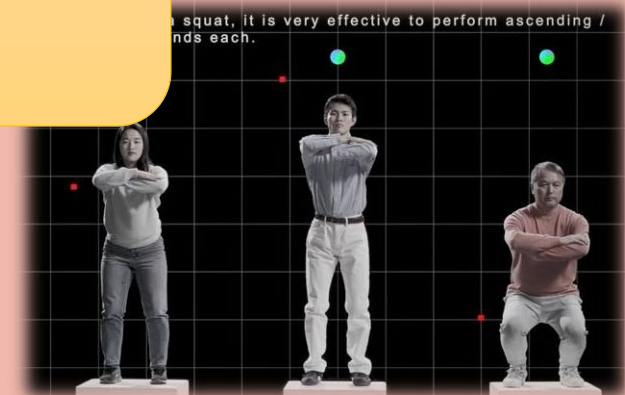 squat, it is very effective to perform ascending /
nds each.